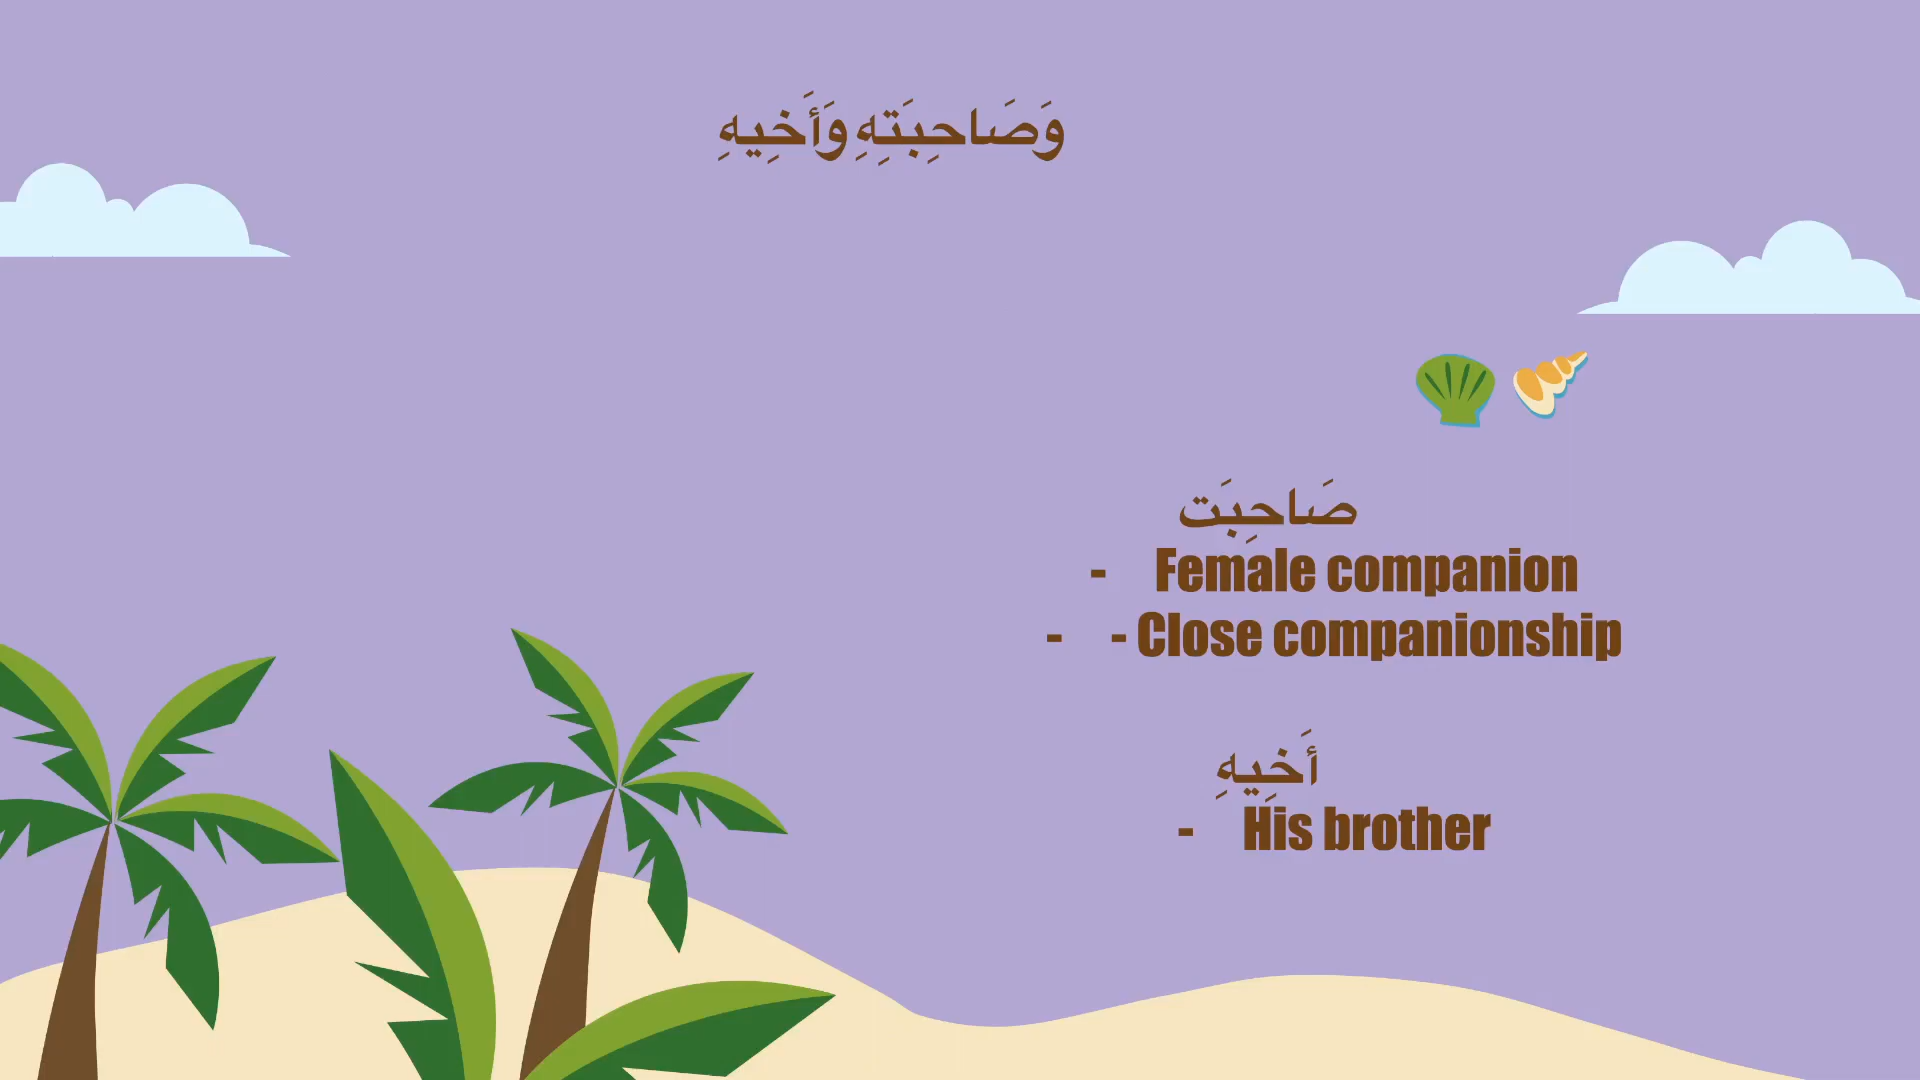 وَصَاحِبَتِهِ وَأَخِيهِ
صَاحِبَت
- Female companion
- - Close companionship
أَخِيهِ
- His brother